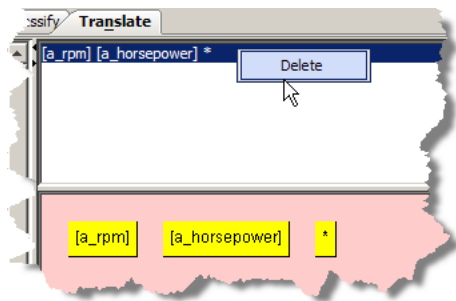 ssify Translate
[a_rpm] [a_horsepower] *
Delete
[a_rpm] [a_horsepower] *